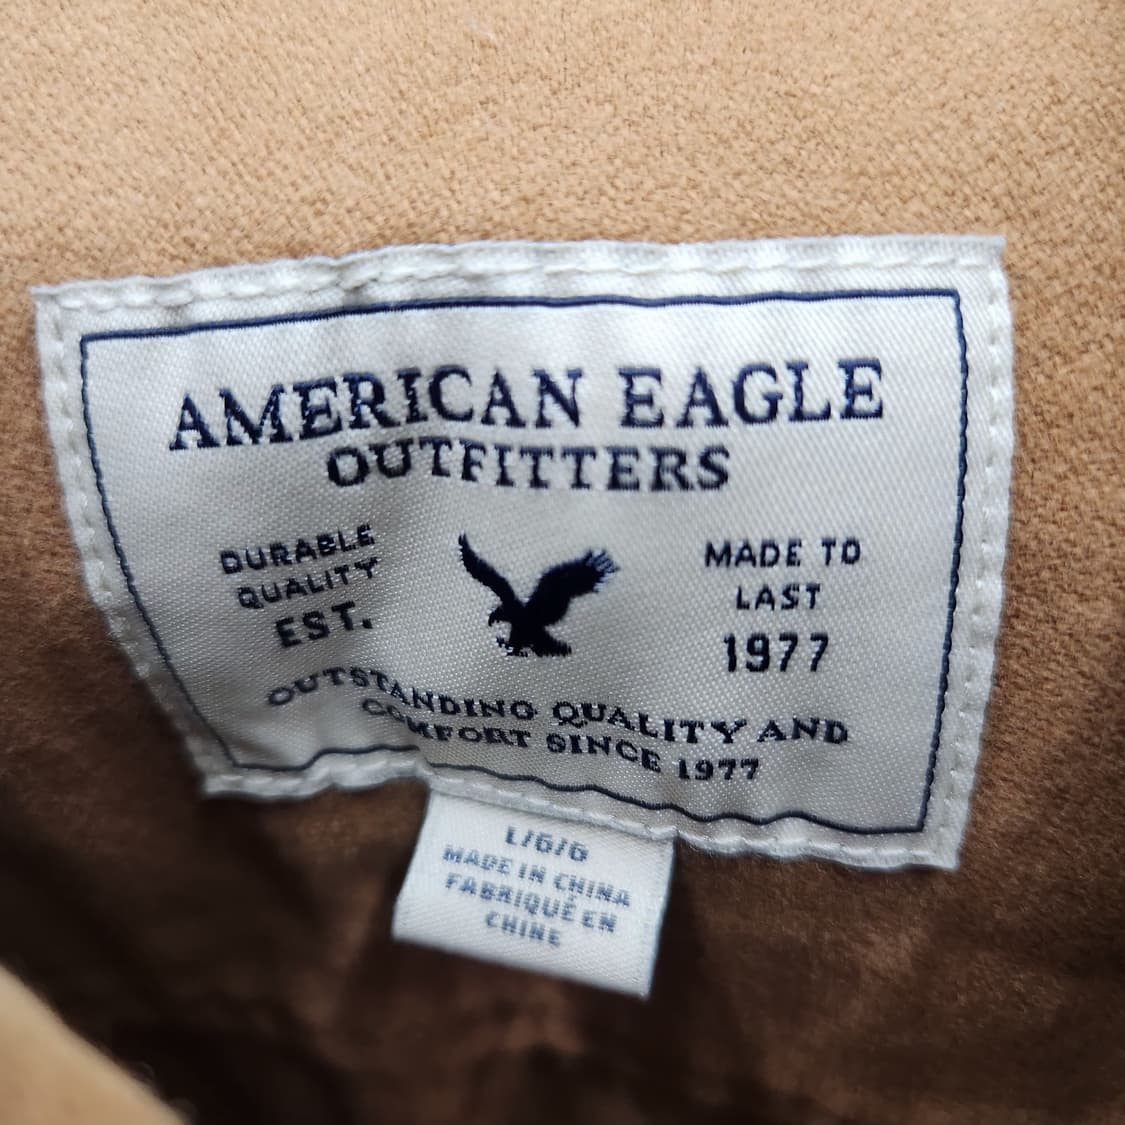 AMERICAN EAGLE
OUTFITTERS
DURABLE
QUALITY
EST.
MADE TO
LAST
1977
OUTSTANDING QUALITY AND
COMFORT SINCE 1977
L/G/G
MADE IN CHINA
FABRIQUÉ EN
CHINE